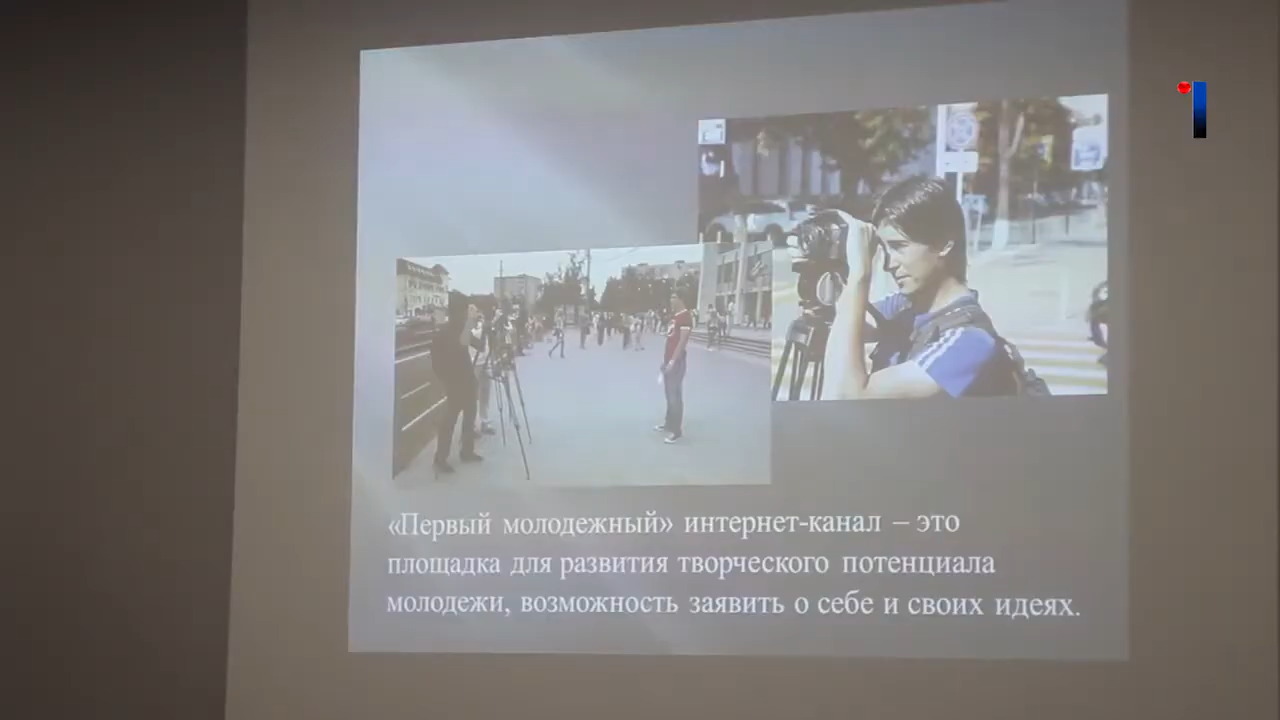 «Первый молодежный» интернет-канал – это
площадка для развития творческого потенциала
молодежи, возможность заявить о себе и своих идеях.